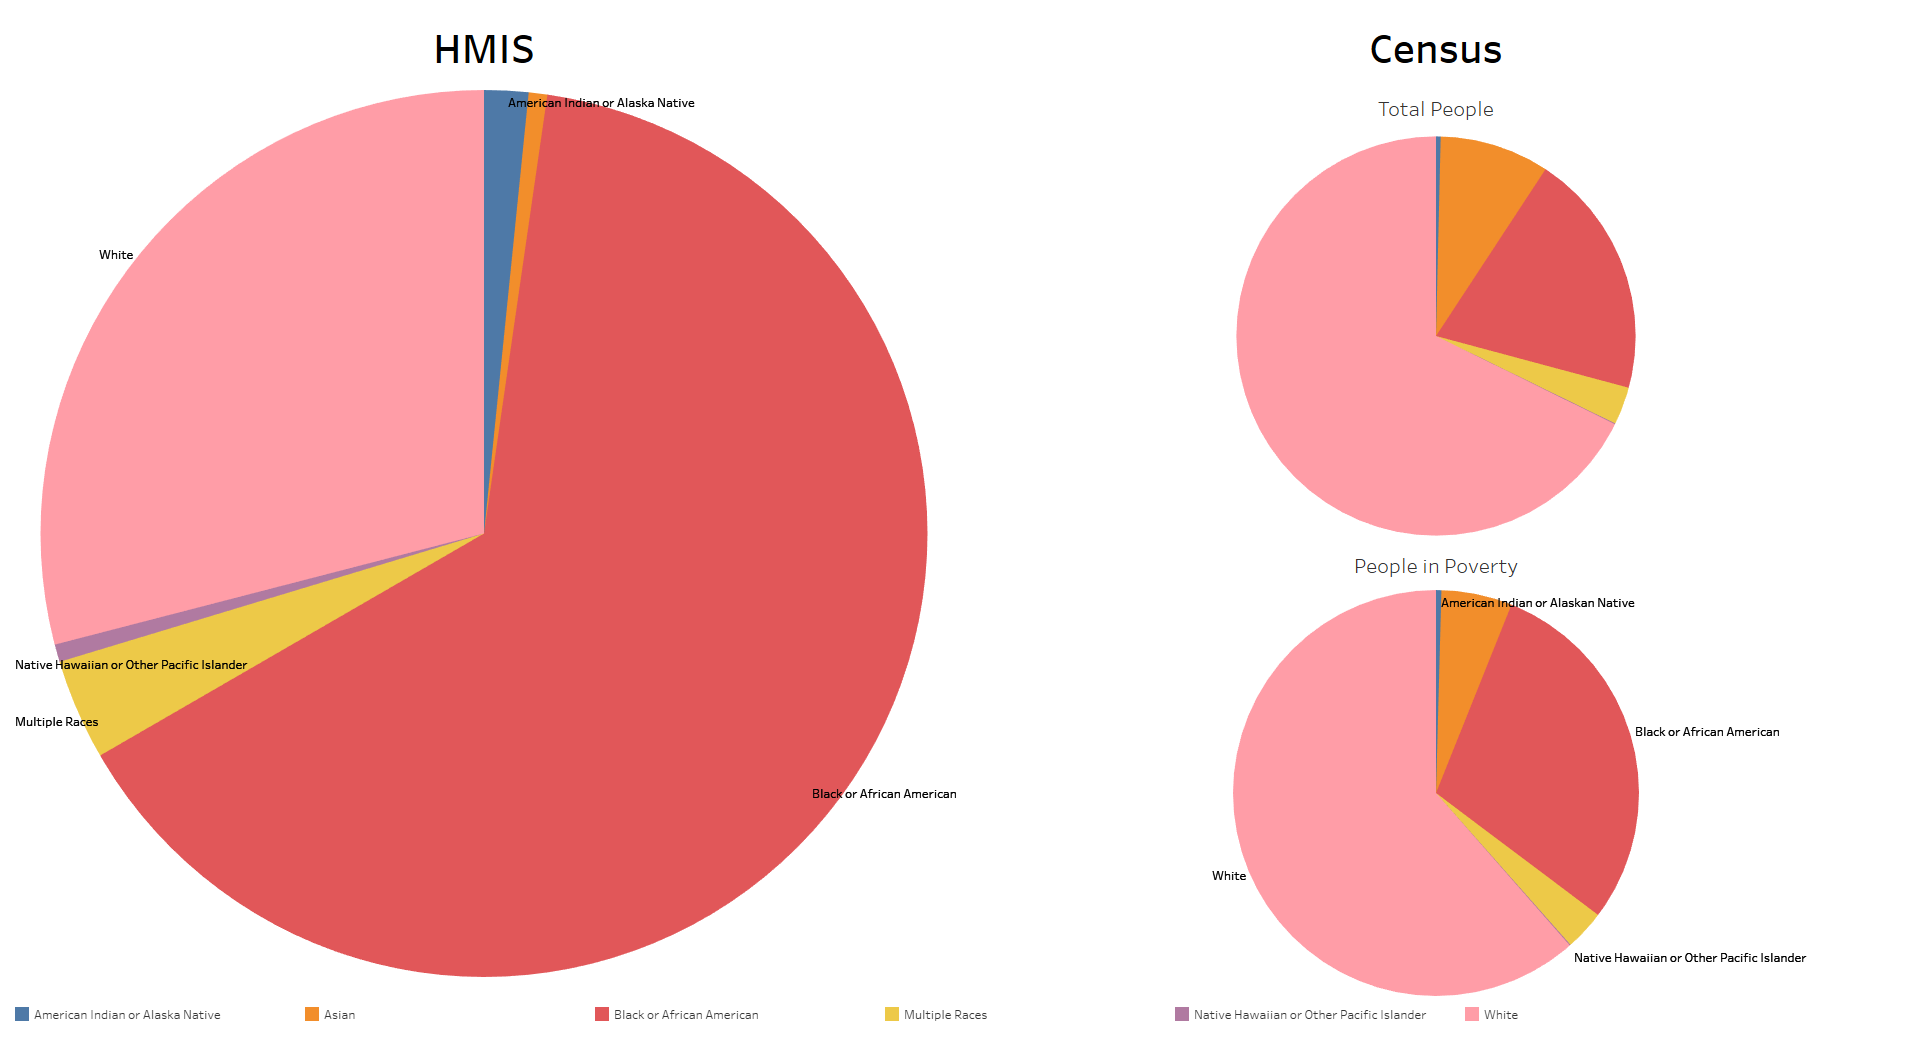 HMIS
American Indian or Alaska Native
White
Native Hawaiian or Other Pacific Islander
Multiple Races
Black or African American
Census
Total People
People in Poverty
American Indian or Alaskan Native
Black or African American
White
Native Hawaiian or Other Pacific Islander
American Indian or Alaska Native
Asian
Black or African American
Multiple Races
Native Hawaiian or Other Pacific Islander
White